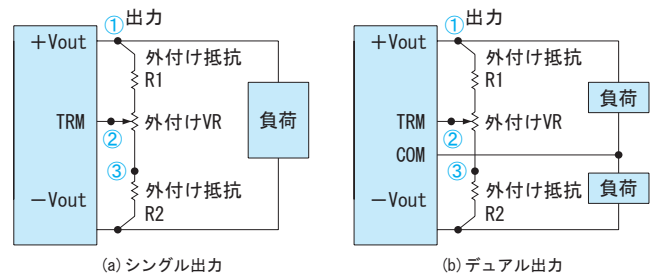 ①出力
＋Vout
外付け抵抗
R1
TRM
②
外付けVR
負荷
③
外付け抵抗
R2
－Vout
(a) シングル出力
①出力
＋Vout
外付け抵抗
R1
負荷
TRM
②
外付けVR
COM
③
外付け抵抗
R2
負荷
－Vout
(b) デュアル出力